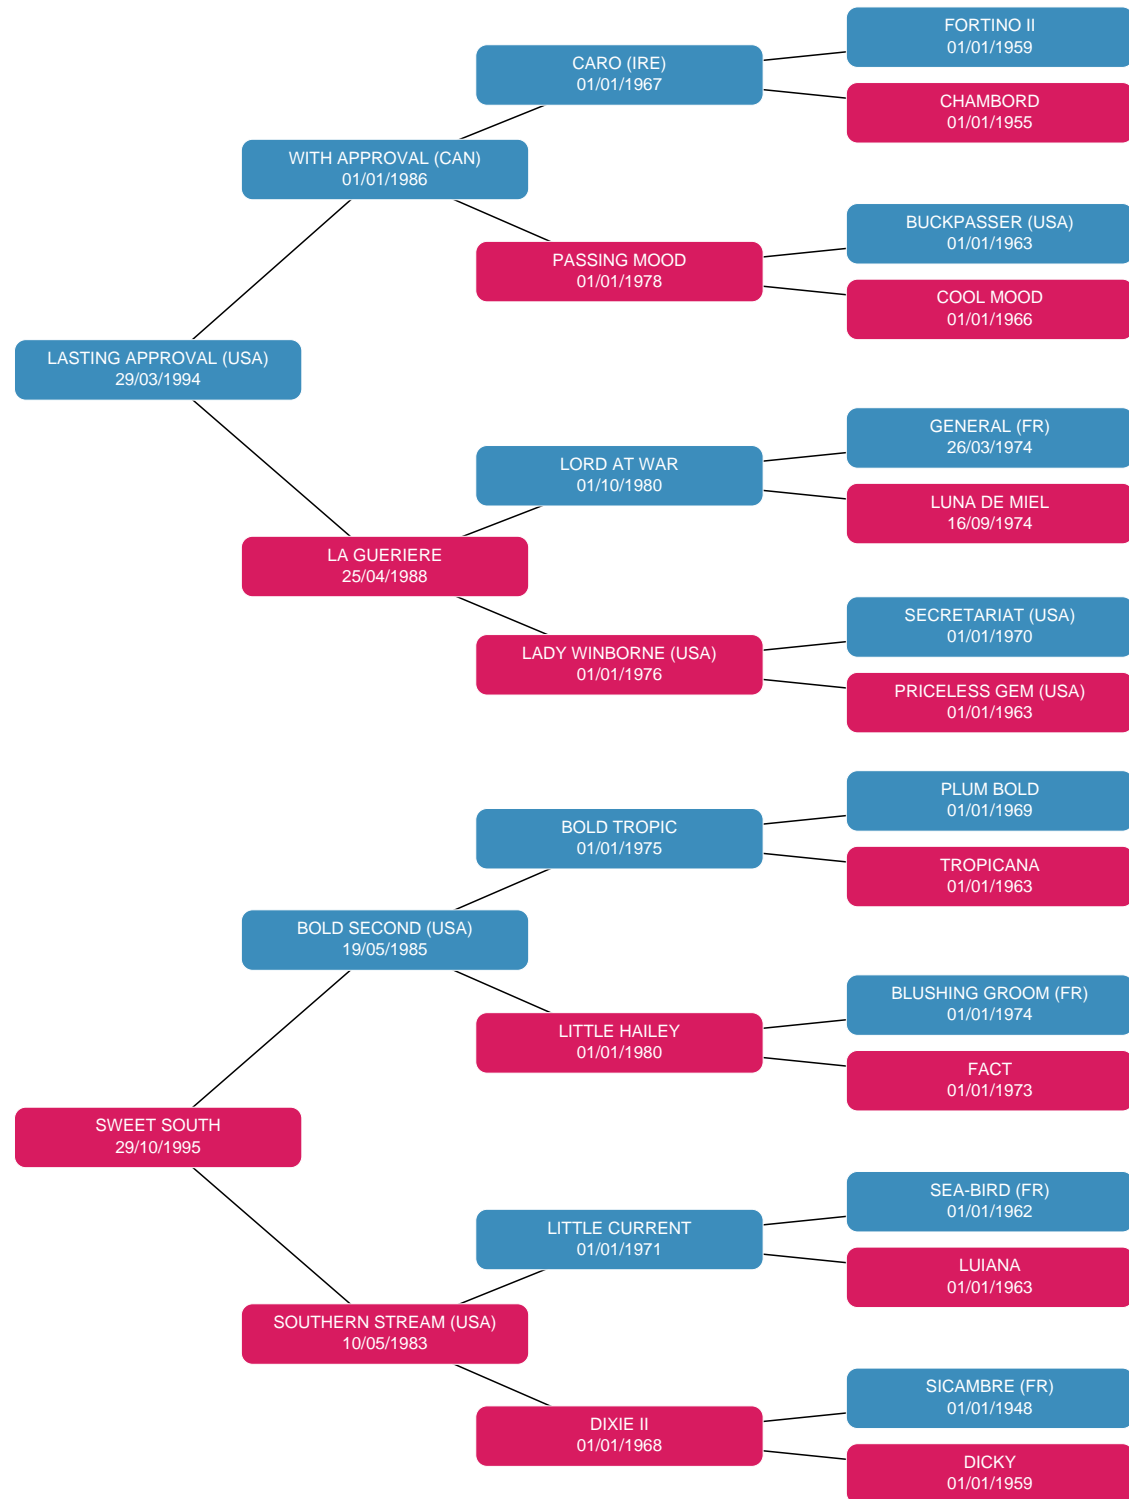 FORTINO II
01/01/1959
CARO (IRE)
01/01/1967
CHAMBORD
01/01/1955
WITH APPROVAL (CAN)
01/01/1986
BUCKPASSER (USA)
01/01/1963
PASSING MOOD
01/01/1978
COOL MOOD
01/01/1966
LASTING APPROVAL (USA)
29/03/1994
GENERAL (FR)
26/03/1974
LORD AT WAR
01/10/1980
LUNA DE MIEL
16/09/1974
LA GUERIERE
25/04/1988
SECRETARIAT (USA)
01/01/1970
LADY WINBORNE (USA)
01/01/1976
PRICELESS GEM (USA)
01/01/1963
PLUM BOLD
01/01/1969
BOLD TROPIC
01/01/1975
TROPICANA
01/01/1963
BOLD SECOND (USA)
19/05/1985
BLUSHING GROOM (FR)
01/01/1974
LITTLE HAILEY
01/01/1980
FACT
01/01/1973
SWEET SOUTH
29/10/1995
SEA-BIRD (FR)
01/01/1962
LITTLE CURRENT
01/01/1971
LUIANA
01/01/1963
SOUTHERN STREAM (USA)
10/05/1983
SICAMBRE (FR)
01/01/1948
DIXIE II
01/01/1968
DICKY
01/01/1959